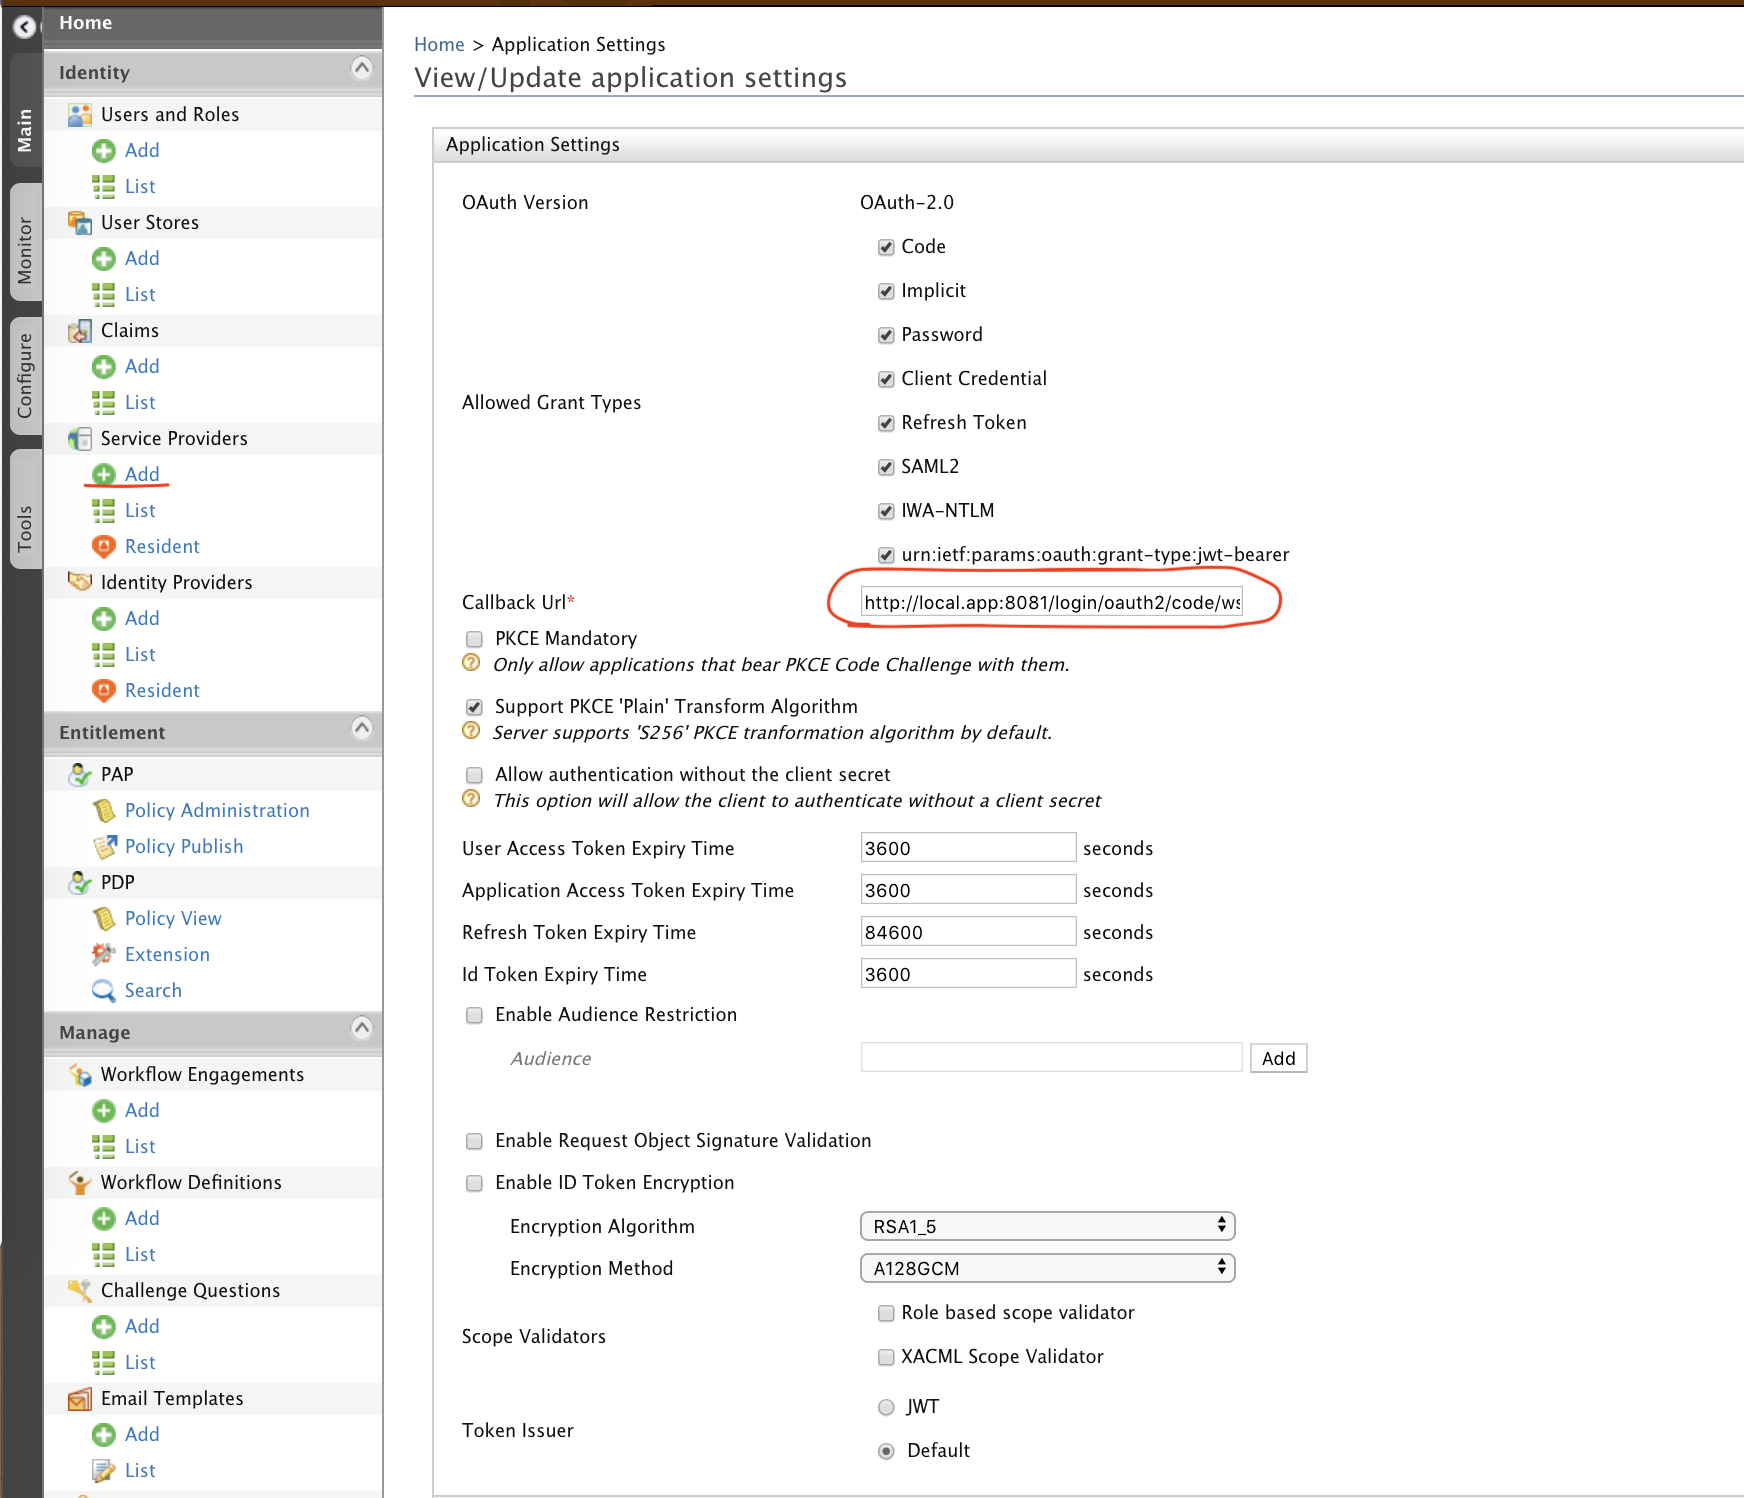 Home
Main
Monitor
Configure
Tools
Identity
Users and Roles
Add
List
User Stores
Add
List
Claims
Add
List
Service Providers
Add
List
Resident
Identity Providers
Add
List
Resident
Entitlement
PAP
Policy Administration
Policy Publish
PDP
Policy View
Extension
Search
Manage
Workflow Engagements
Add
List
Workflow Definitions
Add
List
Challenge Questions
Add
List
Email Templates
Add
List
Home > Application Settings
View/Update application settings
Application Settings
OAuth Version OAuth-2.0
Allowed Grant Types
Code
Implicit
Password
Client Credential
Refresh Token
SAML2
IWA-NTLM
urn:ietf:params:oauth:grant-type:jwt-bearer
Callback Url* http://local.app:8081/login/oauth2/code/ws
PKCE Mandatory
Only allow applications that bear PKCE Code Challenge with them.
Support PKCE 'Plain' Transform Algorithm
Server supports 'S256' PKCE tranformation algorithm by default.
Allow authentication without the client secret
This option will allow the client to authenticate without a client secret
User Access Token Expiry Time 3600 seconds
Application Access Token Expiry Time 3600 seconds
Refresh Token Expiry Time 84600 seconds
Id Token Expiry Time 3600 seconds
Enable Audience Restriction
Audience Add
Enable Request Object Signature Validation
Enable ID Token Encryption
Encryption Algorithm RSA1_5
Encryption Method A128GCM
Scope Validators
Role based scope validator
XACML Scope Validator
Token Issuer
JWT
Default